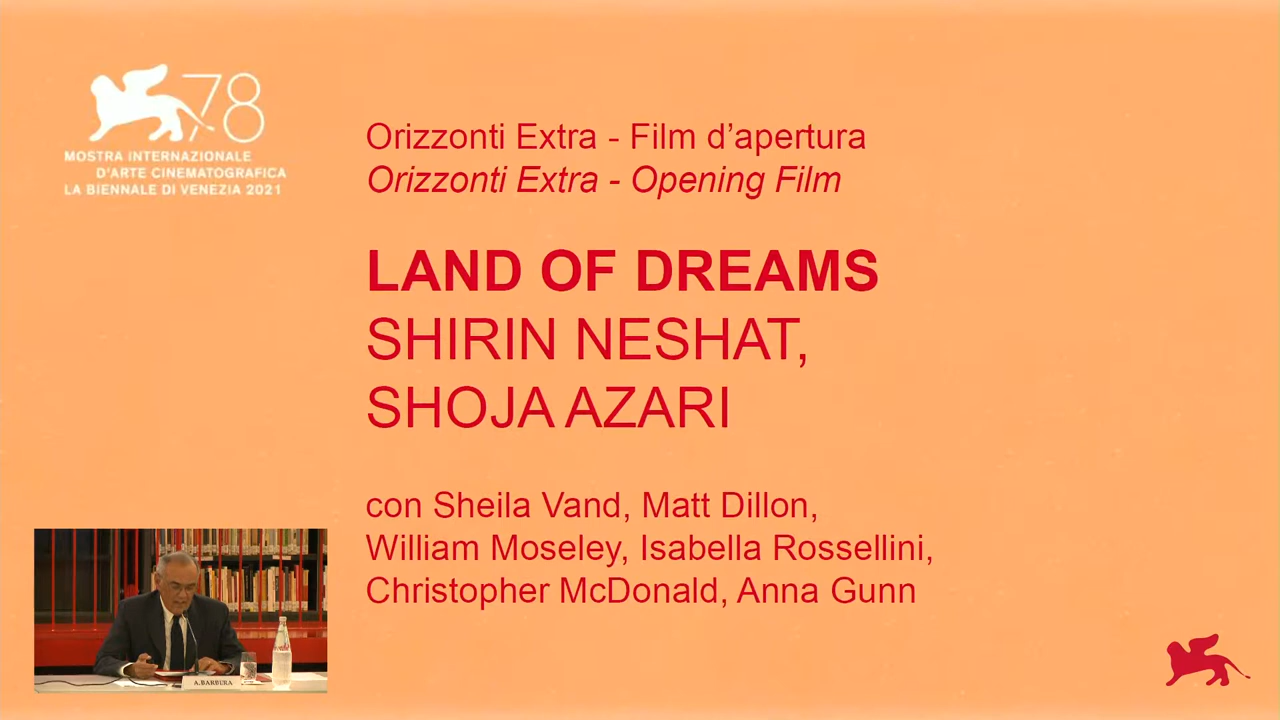 78
MOSTRA INTERNAZIONALE
D'ARTE CINEMATOGRAFICA
LA BIENNALE DI VENEZIA 2021
Orizzonti Extra - Film d’apertura
Orizzonti Extra - Opening Film
LAND OF DREAMS
SHIRIN NESHAT,
SHOJA AZARI
con Sheila Vand, Matt Dillon,
William Moseley, Isabella Rossellini,
Christopher McDonald, Anna Gunn
A.BARBERA